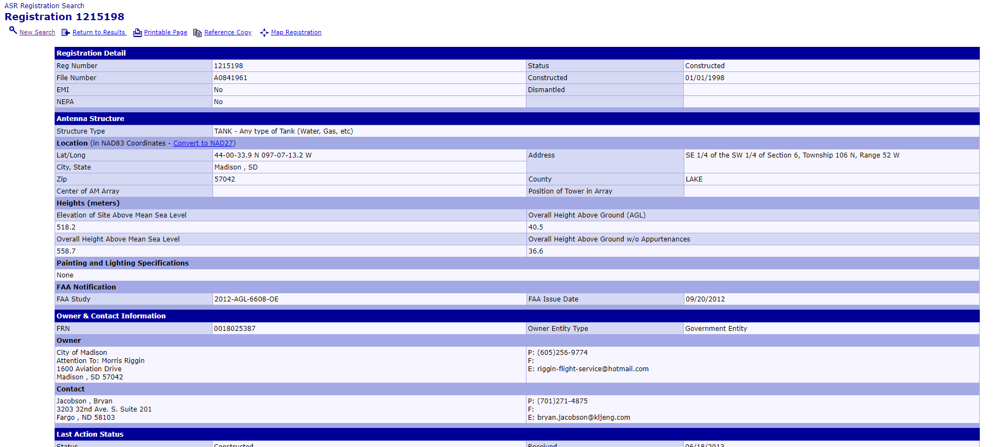 ASR Registration Search
Registration 1215198
New Search Return to Results Printable Page Reference Copy Map Registration
Registration Detail
Reg Number 1215198 Status Constructed
File Number A0841961 Constructed 01/01/1998
EMI No Dismantled
NEPA No
Antenna Structure
Structure Type TANK - Any type of Tank (Water, Gas, etc)
Location (in NAD83 Coordinates - Convert to NAD27)
Lat/Long 44-00-33.9 N 097-07-13.2 W Address SE 1/4 of the SW 1/4 of Section 6, Township 106 N, Range 52 W
City, State Madison , SD
Zip 57042 County LAKE
Center of AM Array Position of Tower in Array
Heights (meters)
Elevation of Site Above Mean Sea Level Overall Height Above Ground (AGL)
518.2 40.5
Overall Height Above Mean Sea Level Overall Height Above Ground w/o Appurtenances
558.7 36.6
Painting and Lighting Specifications
None
FAA Notification
FAA Study 2012-AGL-6608-OE FAA Issue Date 09/20/2012
Owner & Contact Information
FRN 0018025387 Owner Entity Type Government Entity
Owner
City of Madison P: (605)256-9774
Attention To: Morris Riggin F:
1600 Aviation Drive E: riggin-flight-service@hotmail.com
Madison , SD 57042
Contact
Jacobson , Bryan P: (701)271-4875
3203 32nd Ave. S. Suite 201 F:
Fargo , ND 58103 E: bryan.jacobson@kljeng.com
Last Action Status
Status Constructed Received 06/18/2013